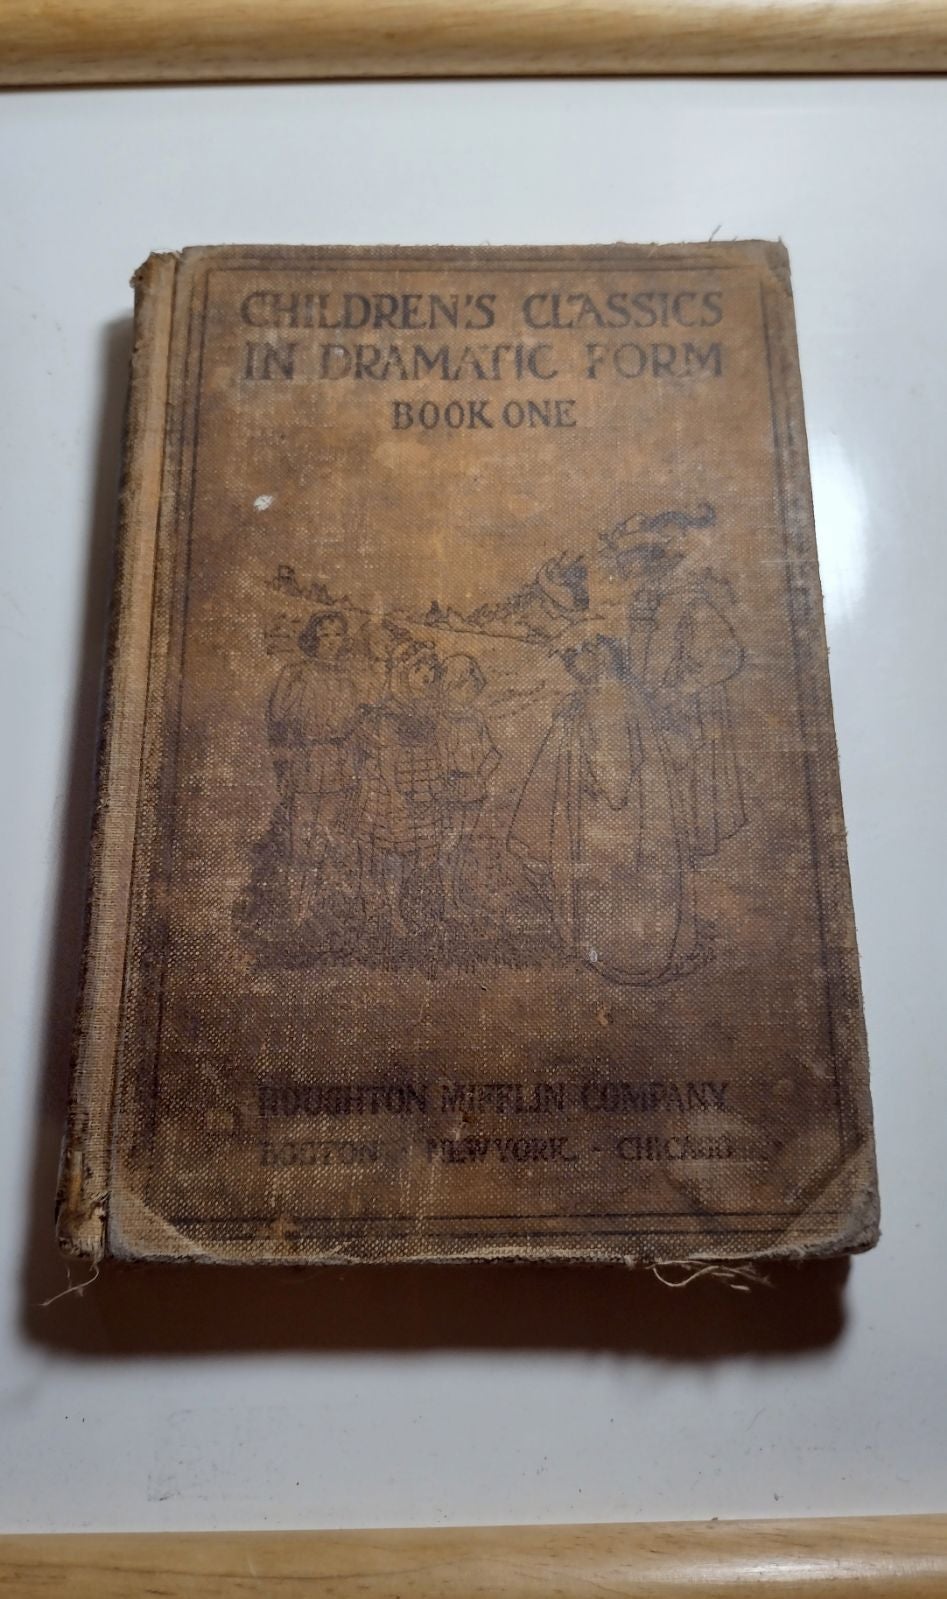 CHILDREN'S CLASSICS
IN DRAMATIC FORM
BOOK ONE
HOUGHTON MIFFLIN COMPANY
BOSTON · NEW YORK · CHICAGO